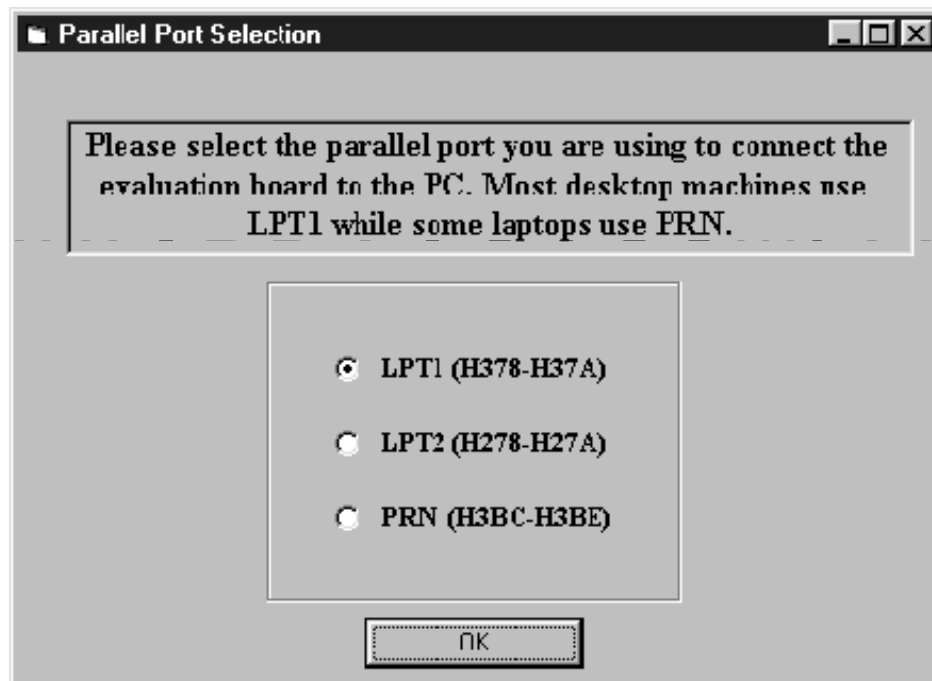 Parallel Port Selection
Please select the parallel port you are using to connect the
evaluation board to the PC. Most desktop machines use
LPT1 while some laptops use PRN.
LPT1 (H378-H37A)
LPT2 (H278-H27A)
PRN (H3BC-H3BE)
OK